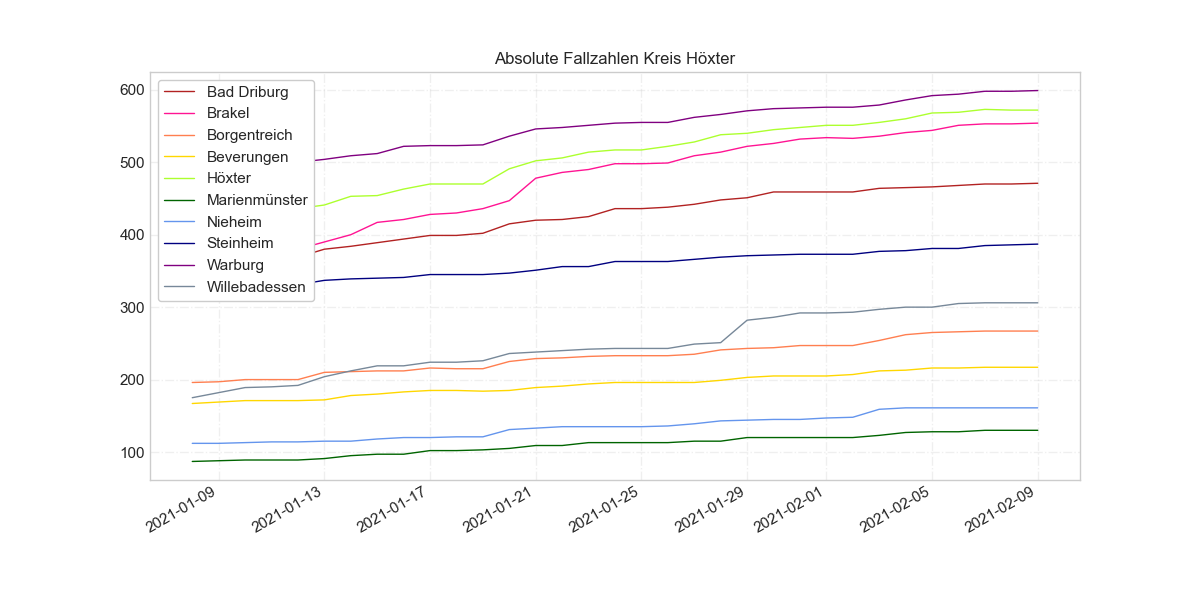 Absolute Fallzahlen Kreis Höxter
600
500
400
300
200
100
Bad Driburg
Brakel
Borgentreich
Beverungen
Höxter
Marienmünster
Nieheim
Steinheim
Warburg
Willebadessen
2021-01-09
2021-01-13
2021-01-17
2021-01-21
2021-01-25
2021-01-29
2021-02-01
2021-02-05
2021-02-09